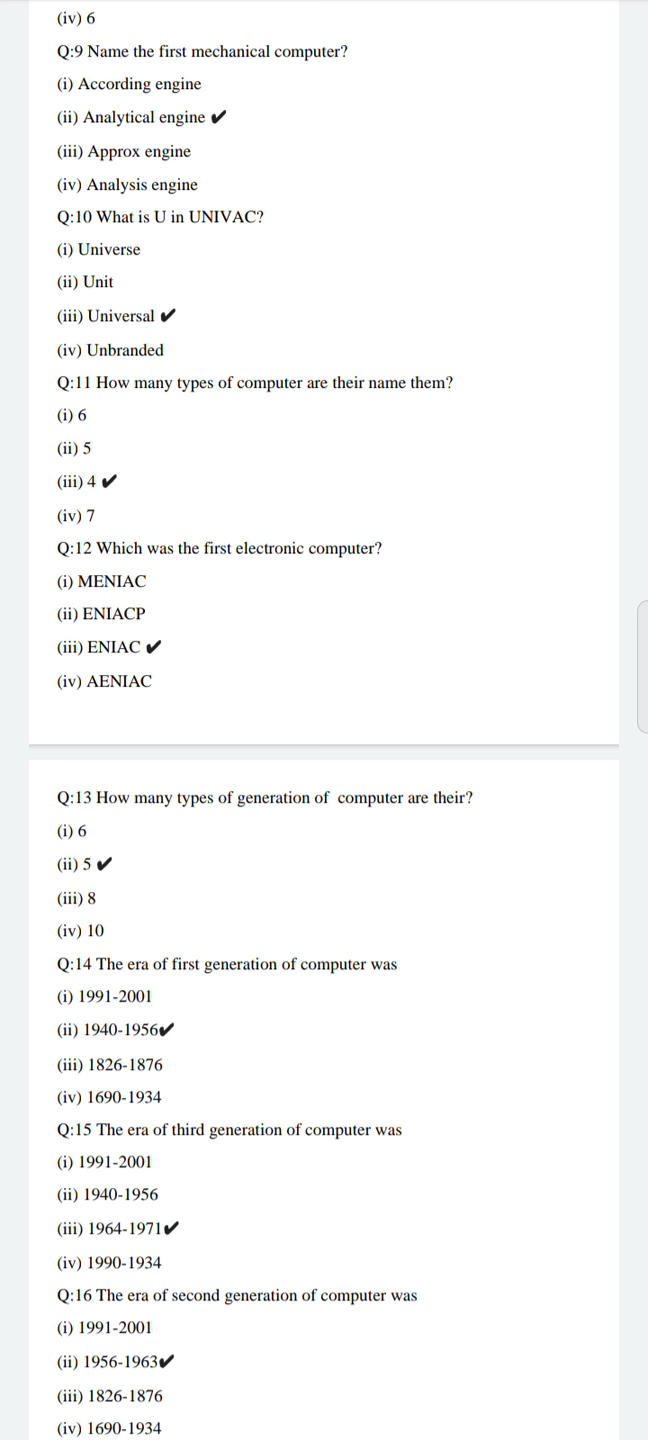 (iv) 6
Q:9 Name the first mechanical computer?
(i) According engine
(ii) Analytical engine ✔
(iii) Approx engine
(iv) Analysis engine
Q:10 What is U in UNIVAC?
(i) Universe
(ii) Unit
(iii) Universal ✔
(iv) Unbranded
Q:11 How many types of computer are their name them?
(i) 6
(ii) 5
(iii) 4 ✔
(iv) 7
Q:12 Which was the first electronic computer?
(i) MENIAC
(ii) ENIACP
(iii) ENIAC ✔
(iv) AENIAC
Q:13 How many types of generation of  computer are their?
(i) 6
(ii) 5 ✔
(iii) 8
(iv) 10
Q:14 The era of first generation of computer was
(i) 1991-2001
(ii) 1940-1956✔
(iii) 1826-1876
(iv) 1690-1934
Q:15 The era of third generation of computer was
(i) 1991-2001
(ii) 1940-1956
(iii) 1964-1971✔
(iv) 1990-1934
Q:16 The era of second generation of computer was
(i) 1991-2001
(ii) 1956-1963✔
(iii) 1826-1876
(iv) 1690-1934